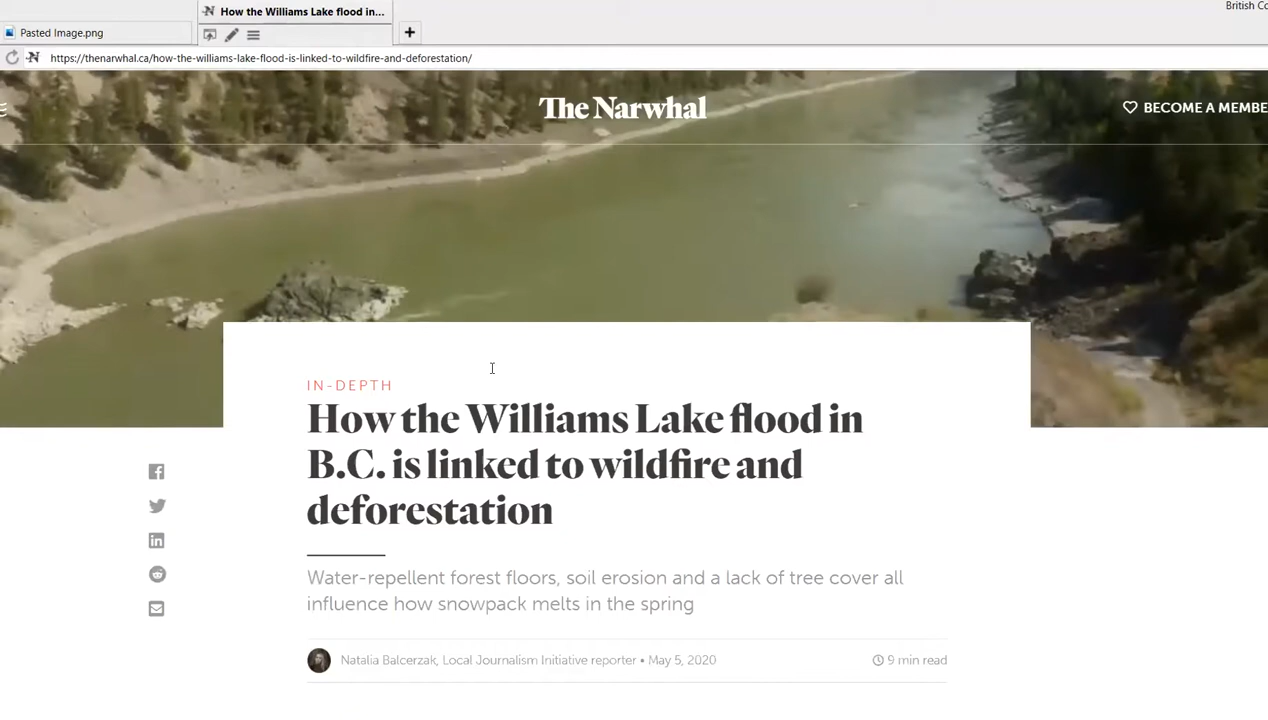 British Co
How the Williams Lake flood in...
Pasted Image.png
https://thenarwhal.ca/how-the-williams-lake-flood-is-linked-to-wildfire-and-deforestation/
The Narwhal
BECOME A MEMBE
IN-DEPTH
How the Williams Lake flood in
B.C. is linked to wildfire and
deforestation
Water-repellent forest floors, soil erosion and a lack of tree cover all
influence how snowpack melts in the spring
Natalia Balcerzak, Local Journalism Initiative reporter • May 5, 2020
9 min read